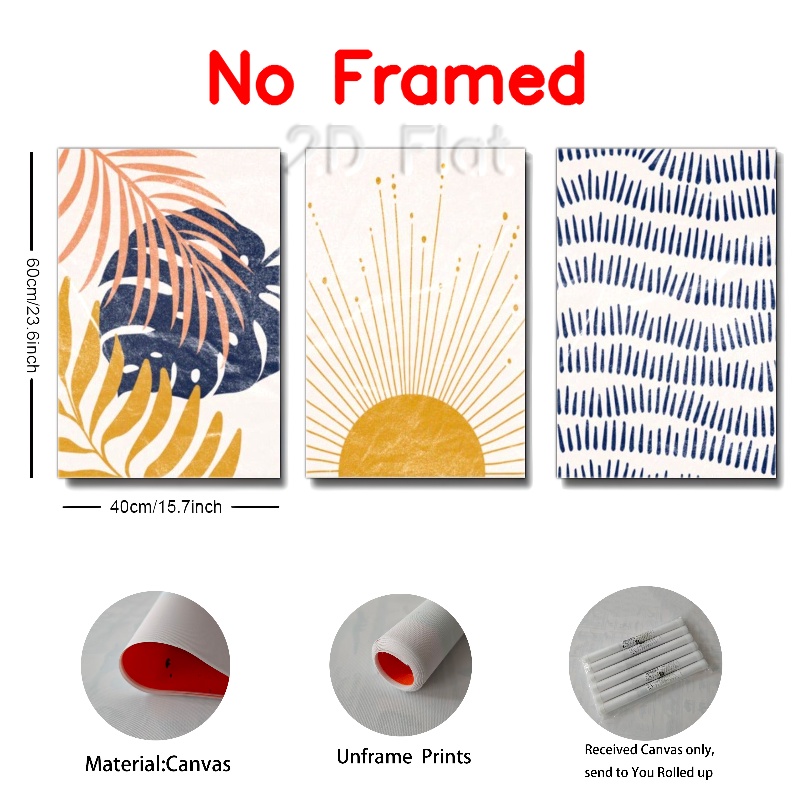 No Framed
2D Flat
60cm/23.6inch
40cm/15.7inch
Material:Canvas
Unframe Prints
Received Canvas only,
send to You Rolled up